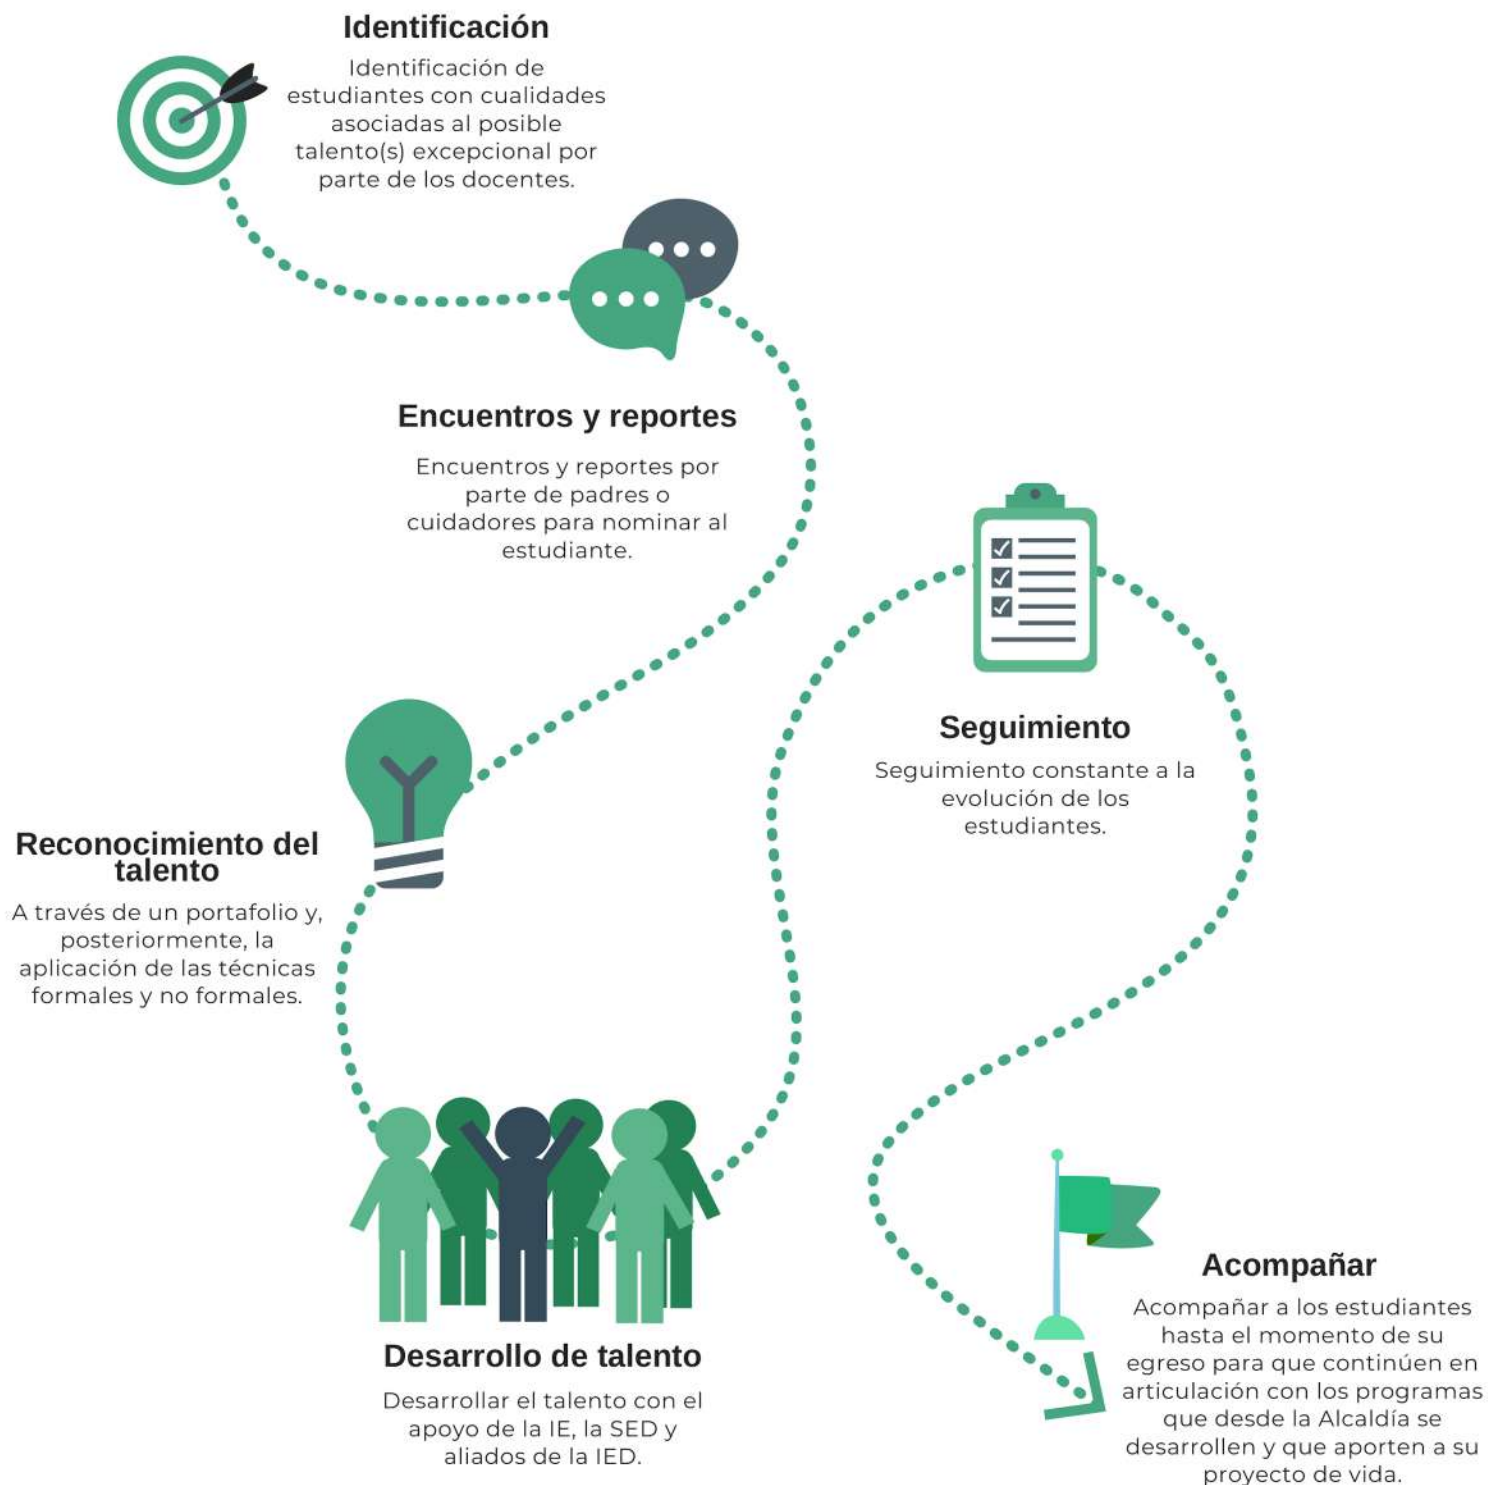 Identificación
Identificación de
estudiantes con cualidades
asociadas al posible
talento(s) excepcional por
parte de los docentes.
Encuentros y reportes
Encuentros y reportes por
parte de padres o
cuidadores para nominar al
estudiante.
Reconocimiento del
talento
A través de un portafolio y,
posteriormente, la
aplicación de las técnicas
formales y no formales.
Desarrollo de talento
Desarrollar el talento con el
apoyo de la IE, la SED y
aliados de la IED.
Seguimiento
Seguimiento constante a la
evolución de los
estudiantes.
Acompañar
Acompañar a los estudiantes
hasta el momento de su
egreso para que continúen en
articulación con los programas
que desde la Alcaldía se
desarrollen y que aporten a su
proyecto de vida.